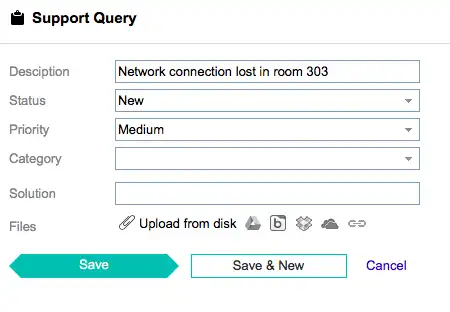 Support Query
Desciption Network connection lost in room 303
Status New
Priority Medium
Category
Solution
Files Upload from disk
Save Save & New Cancel